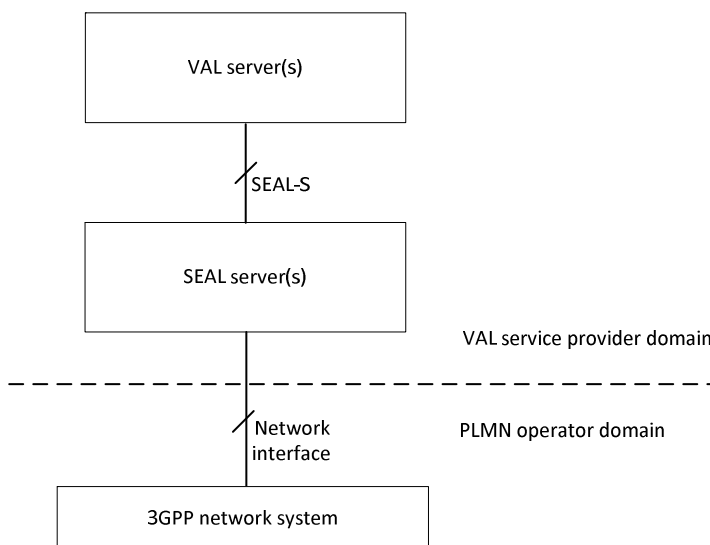 VAL server(s)
SEAL-S
SEAL server(s)
VAL service provider domain
Network
interface
PLMN operator domain
3GPP network system